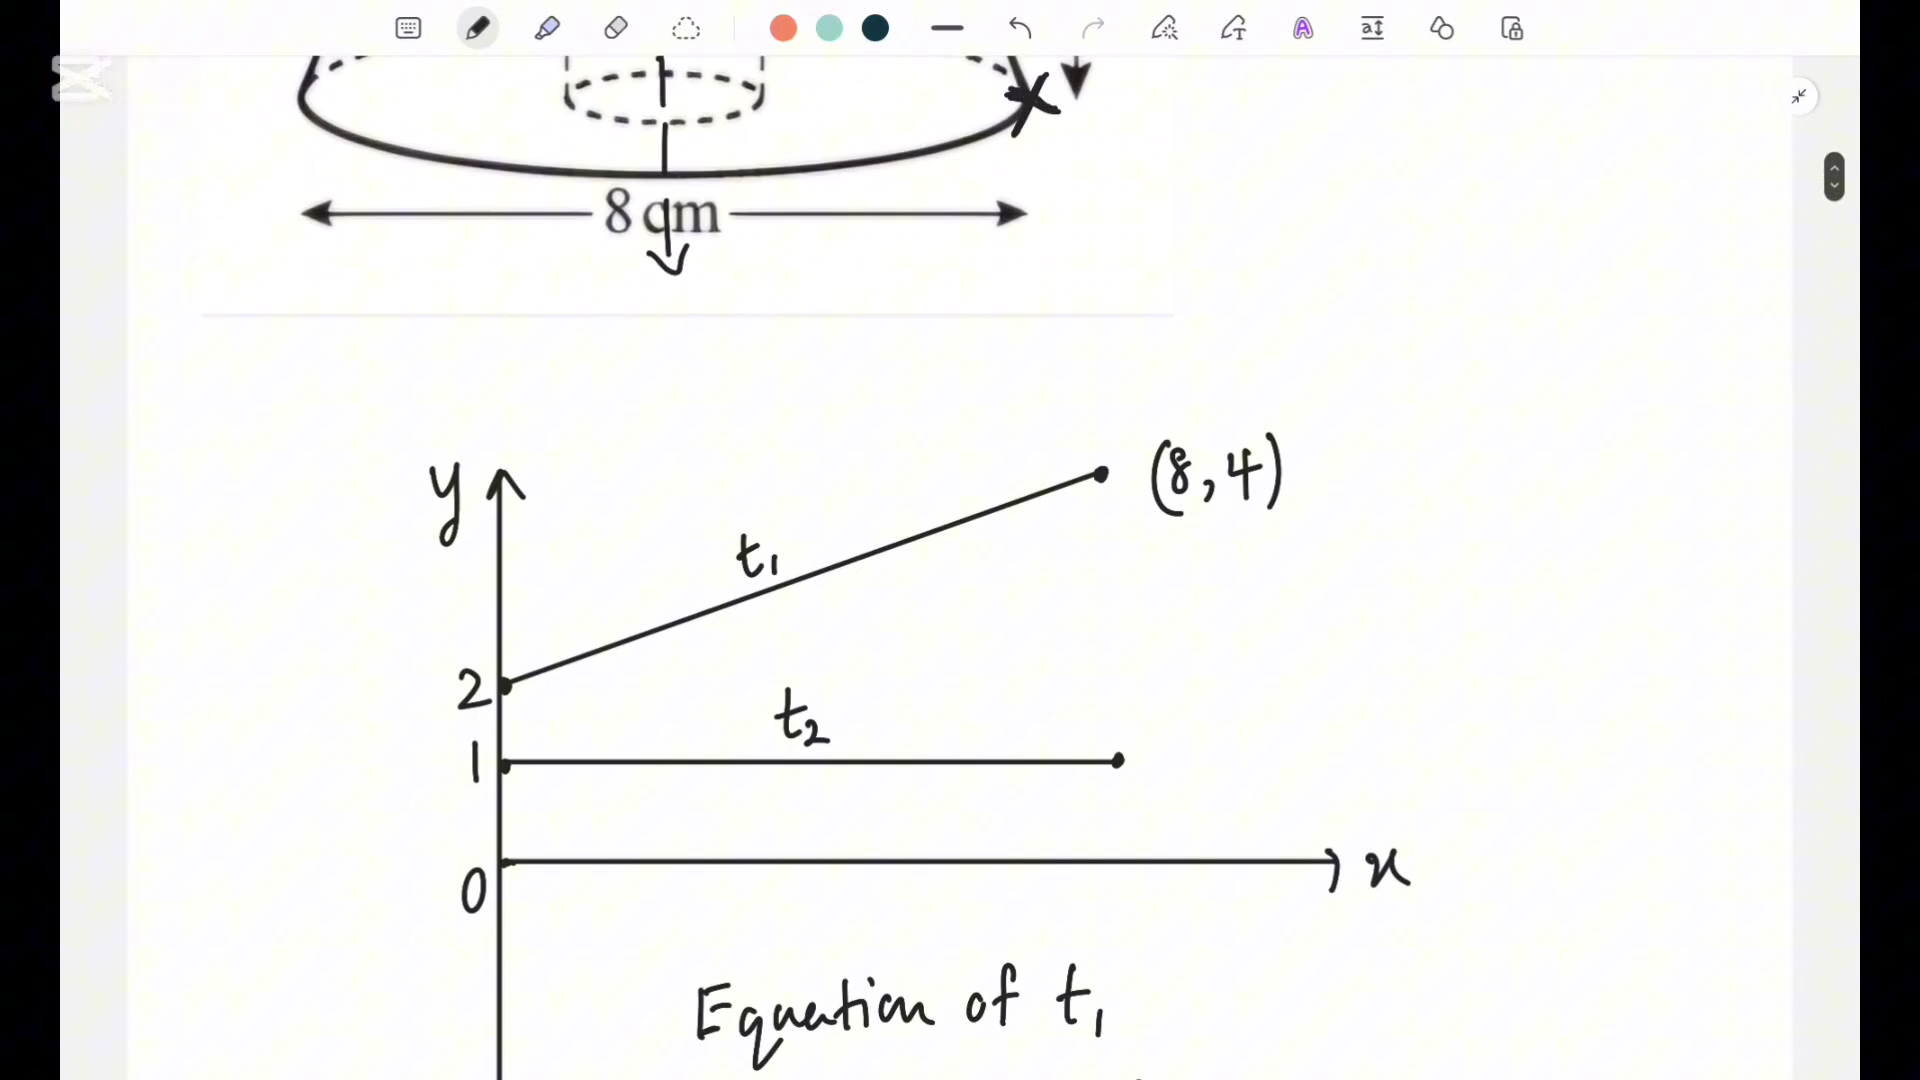 8 cm
y
(8, 4)
t₁
2
t₂
1
0
x
Equation of t₁